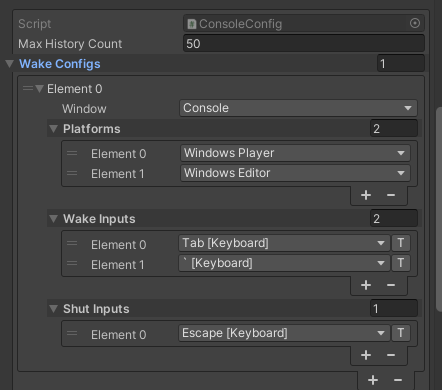 Script ConsoleConfig
Max History Count 50
Wake Configs 1
Element 0
Window Console
Platforms 2
Element 0 Windows Player
Element 1 Windows Editor
+ −
Wake Inputs 2
Element 0 Tab [Keyboard] T
Element 1 ` [Keyboard] T
+ −
Shut Inputs 1
Element 0 Escape [Keyboard] T
+ −
+ −